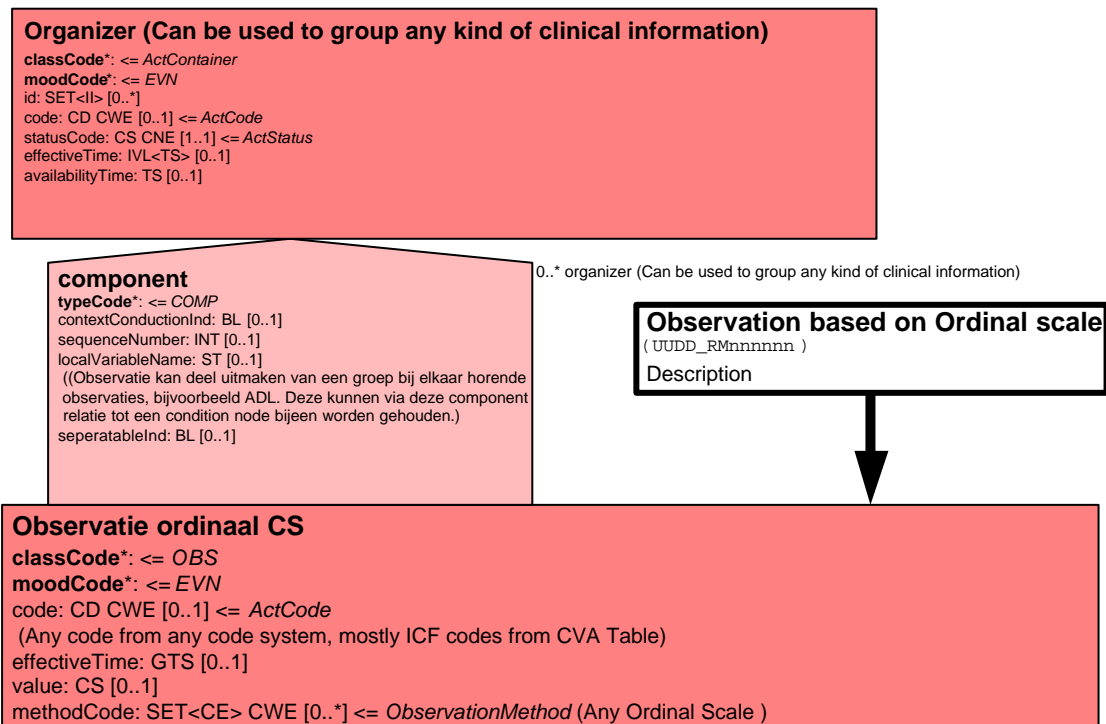 Organizer (Can be used to group any kind of clinical information)
classCode*: <= ActContainer
moodCode*: <= EVN
id: SET<II> [0..*]
code: CD CWE [0..1] <= ActCode
statusCode: CS CNE [1..1] <= ActStatus
effectiveTime: IVL<TS> [0..1]
availabilityTime: TS [0..1]
component
typeCode*: <= COMP
contextConductionInd: BL [0..1]
sequenceNumber: INT [0..1]
localVariableName: ST [0..1]
((Observatie kan deel uitmaken van een groep bij elkaar horende
observaties, bijvoorbeeld ADL. Deze kunnen via deze component
relatie tot een condition node bijeen worden gehouden.)
seperatableInd: BL [0..1]
0..* organizer (Can be used to group any kind of clinical information)
Observation based on Ordinal scale
( UUDD_RMnnnnnn )
Description
Observatie ordinaal CS
classCode*: <= OBS
moodCode*: <= EVN
code: CD CWE [0..1] <= ActCode
(Any code from any code system, mostly ICF codes from CVA Table)
effectiveTime: GTS [0..1]
value: CS [0..1]
methodCode: SET<CE> CWE [0..*] <= ObservationMethod (Any Ordinal Scale )